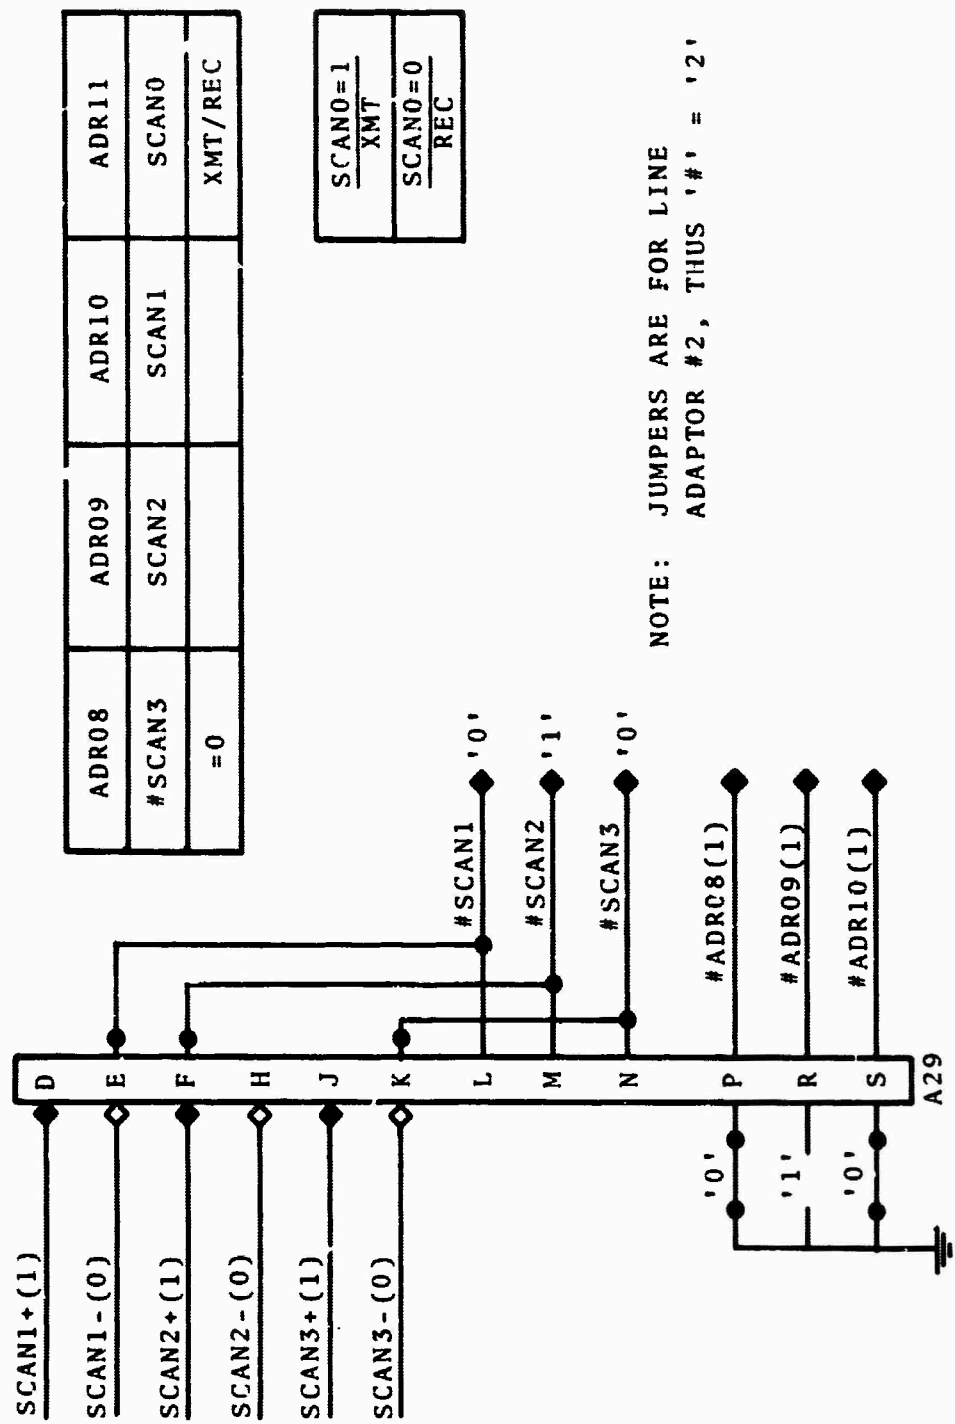 ADR08 ADR09 ADR10 ADR11
#SCAN3 SCAN2 SCAN1 SCAN0
=0 XMT/REC
SCAN0=1
XMT
SCAN0=0
REC
SCAN1+(1)
SCAN1-(0)
SCAN2+(1)
SCAN2-(0)
SCAN3+(1)
SCAN3-(0)
D
E
F
H
J
K
L
M
N
P
R
S
A29
#SCAN1 '0'
#SCAN2 '1'
#SCAN3 '0'
'0' #ADR08(1)
'1' #ADR09(1)
'0' #ADR10(1)
NOTE: JUMPERS ARE FOR LINE
ADAPTOR #2, THUS '#' = '2'